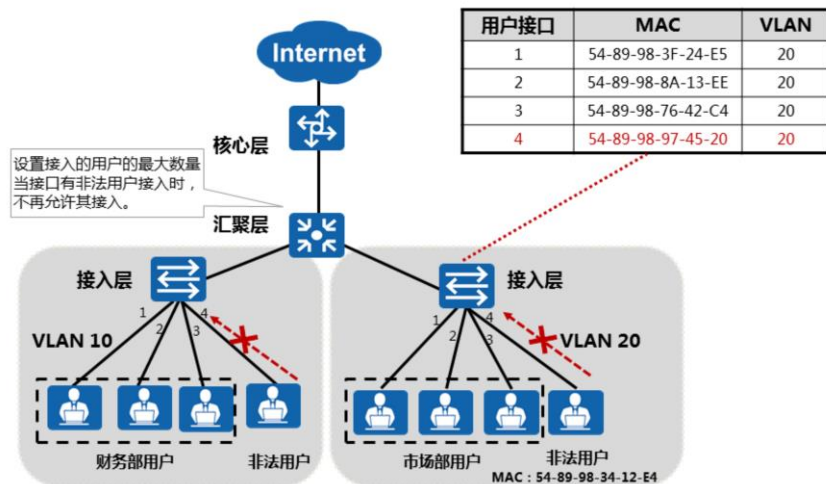 用户接口 MAC VLAN
1 54-89-98-3F-24-E5 20
2 54-89-98-8A-13-EE 20
3 54-89-98-76-42-C4 20
4 54-89-98-97-45-20 20
Internet
核心层
设置接入的用户的最大数量
当接口有非法用户接入时，
不再允许其接入。
汇聚层
接入层
1
2
3
4
VLAN 10
财务部用户
非法用户
接入层
1
2
3
4
VLAN 20
市场部用户
非法用户
MAC：54-89-98-34-12-E4